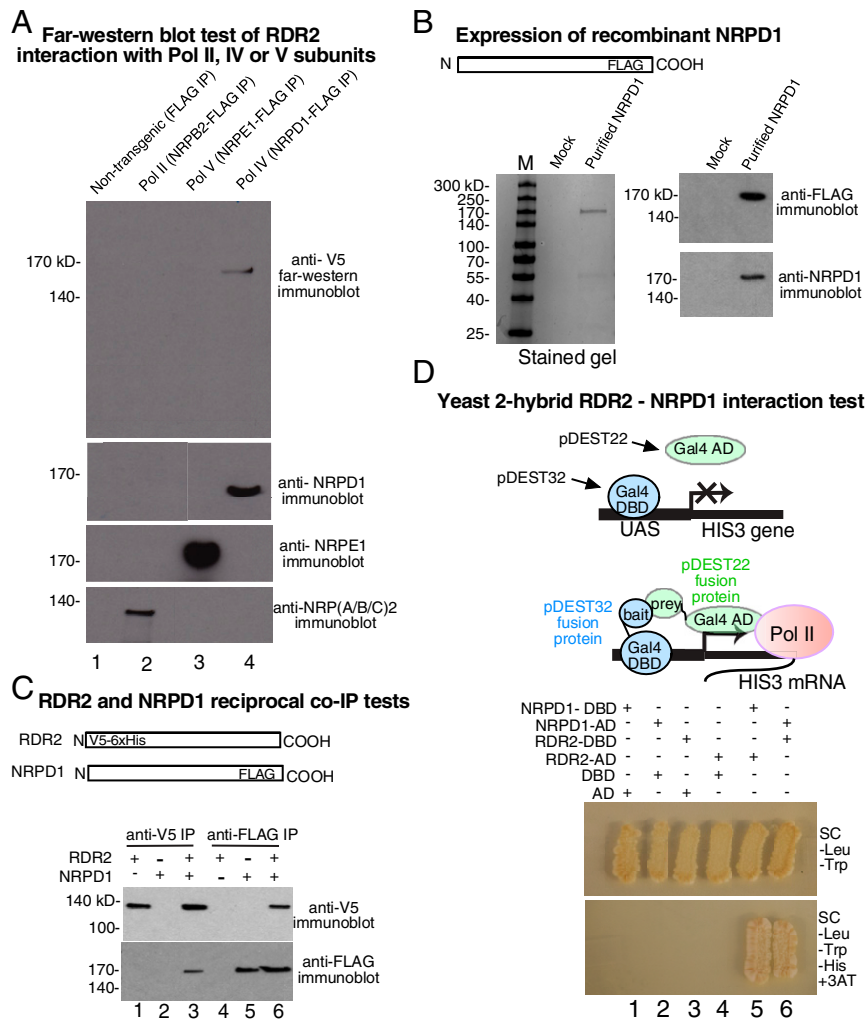 A
Far-western blot test of RDR2
interaction with Pol II, IV or V subunits
Non-transgenic (FLAG IP)
Pol II (NRPB2-FLAG IP)
Pol V (NRPE1-FLAG IP)
Pol IV (NRPD1-FLAG IP)
170 kD-
140-
anti- V5
far-western
immunoblot
170-
anti- NRPD1
immunoblot
170-
anti- NRPE1
immunoblot
140-
anti-NRP(A/B/C)2
immunoblot
1 2 3 4
B
Expression of recombinant NRPD1
N FLAG COOH
M Mock Purified NRPD1
300 kD-
250-
170-
140-
100-
70-
55-
40-
25-
Stained gel
Mock Purified NRPD1
170 kD-
140-
anti-FLAG
immunoblot
170-
140-
anti-NRPD1
immunoblot
C
RDR2 and NRPD1 reciprocal co-IP tests
RDR2 N V5-6xHis COOH
NRPD1 N FLAG COOH
anti-V5 IP anti-FLAG IP
RDR2 + - + + - +
NRPD1 - + + - + +
140 kD-
100-
anti-V5
immunoblot
170-
140-
anti-FLAG
immunoblot
1 2 3 4 5 6
D
Yeast 2-hybrid RDR2 - NRPD1 interaction test
pDEST22
Gal4 AD
pDEST32
Gal4
DBD
UAS
HIS3 gene
pDEST22
fusion
protein
pDEST32
fusion
protein
bait
prey
Gal4 AD
Gal4
DBD
Pol II
HIS3 mRNA
NRPD1- DBD + - - - + -
NRPD1-AD - + - - - +
RDR2-DBD - - + - - +
RDR2-AD - - - + + -
DBD - + - + - -
AD + - + - - -
SC
-Leu
-Trp
SC
-Leu
-Trp
-His
+3AT
1 2 3 4 5 6